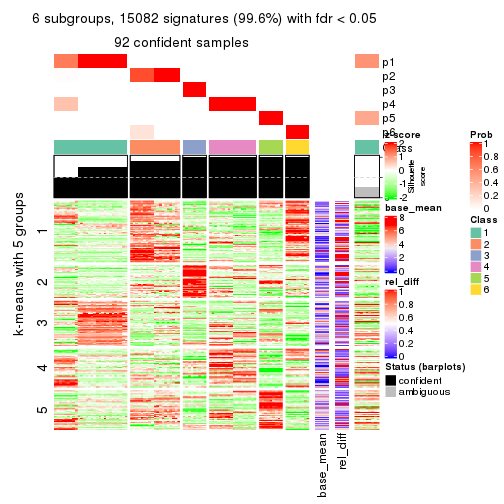 6 subgroups, 15082 signatures (99.6%) with fdr < 0.05
92 confident samples
p1
p2
p3
p4
p5
p6
z-score
2
1
0
-1
-2
Class
Silhouette
score
k-means with 5 groups
1
2
3
4
5
base_mean
8
6
4
2
0
rel_diff
1
0.8
0.6
0.4
0.2
0
Status (barplots)
confident
ambiguous
Prob
1
0.8
0.6
0.4
0.2
0
Class
1
2
3
4
5
6
base_mean
rel_diff